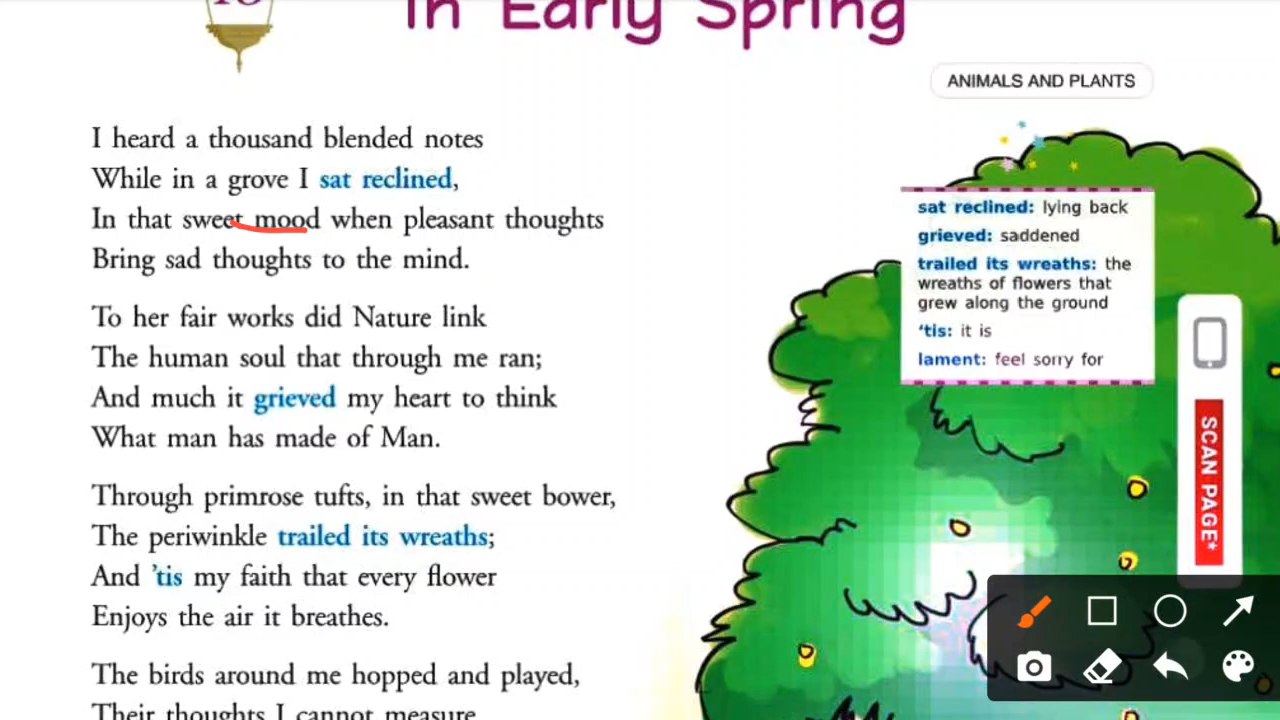 In Early Spring
ANIMALS AND PLANTS
I heard a thousand blended notes
While in a grove I sat reclined,
In that sweet mood when pleasant thoughts
Bring sad thoughts to the mind.
To her fair works did Nature link
The human soul that through me ran;
And much it grieved my heart to think
What man has made of Man.
Through primrose tufts, in that sweet bower,
The periwinkle trailed its wreaths;
And 'tis my faith that every flower
Enjoys the air it breathes.
The birds around me hopped and played,
Their thoughts I cannot measure
sat reclined: lying back
grieved: saddened
trailed its wreaths: the
wreaths of flowers that
grew along the ground
'tis: it is
lament: feel sorry for
SCAN PAGE*